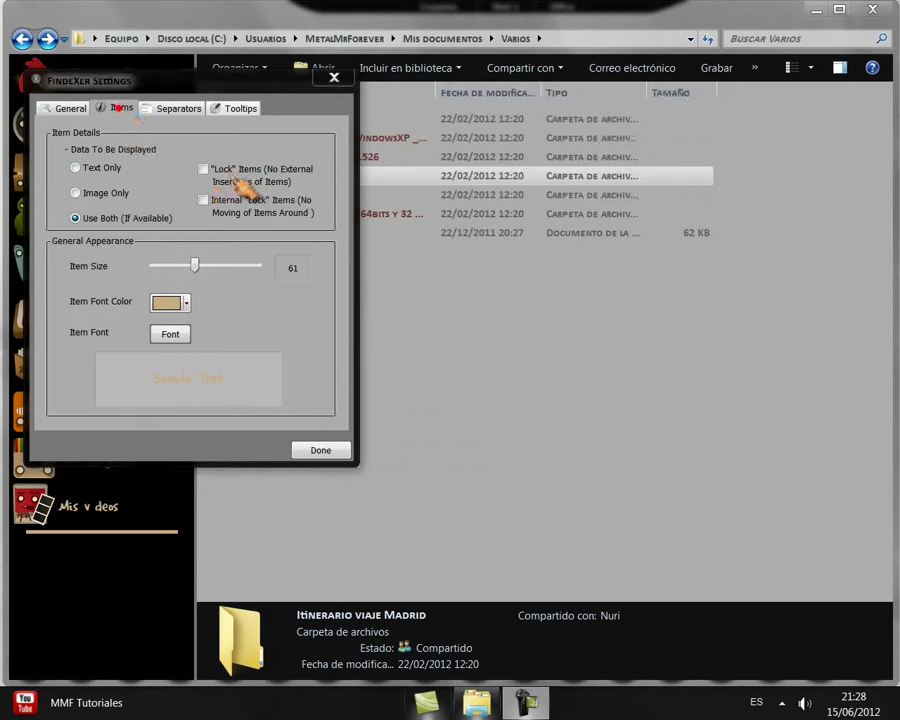 Equipo
Disco local (C:)
Usuarios
MetalMrForever
Mis documentos
Varios
Buscar Varios
Organizar
Abrir
Incluir en biblioteca
Compartir con
Correo electrónico
Grabar
»
FindeXer Settings
Fecha de modifica...
Tipo
Tamaño
General
Items
Separators
Tooltips
22/02/2012 12:20
Carpeta de archiv...
WindowsXP _...
22/02/2012 12:20
Carpeta de archiv...
.526
22/02/2012 12:20
Carpeta de archiv...
22/02/2012 12:20
Carpeta de archiv...
22/02/2012 12:20
Carpeta de archiv...
64bits y 32 ...
22/02/2012 12:20
Carpeta de archiv...
22/12/2011 20:27
Documento de la ...
62 KB
Item Details
- Data To Be Displayed
Text Only
Image Only
Use Both (If Available)
"Lock" Items (No External
of Items)
Internal "Lock" Items (No
Moving of Items Around )
General Appearance
Item Size
61
Item Font Color
Item Font
Font
Sample Text
Done
Mis v deos
Itinerario viaje Madrid
Carpeta de archivos
Estado:
Compartido
Fecha de modifica...
22/02/2012 12:20
Compartido con: Nuri
You
Tube
MMF Tutoriales
ES
21:28
15/06/2012